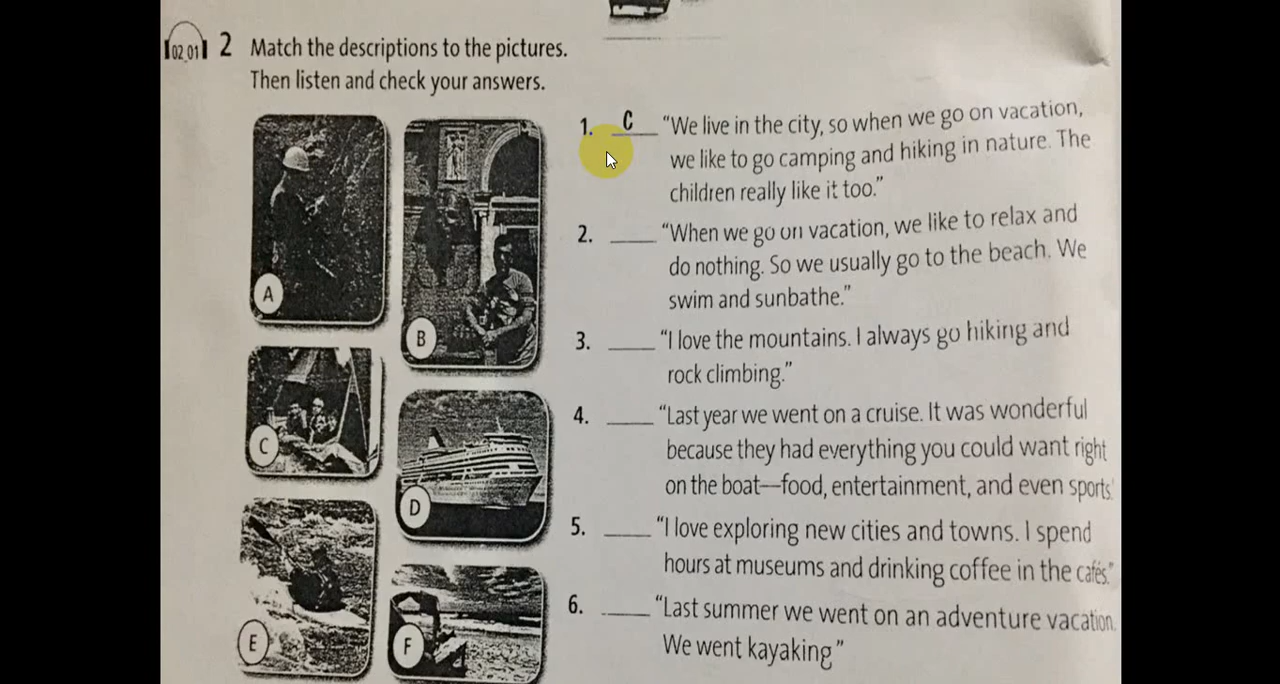 02_01 2 Match the descriptions to the pictures.
Then listen and check your answers.
A
B
C
D
E
F
1. C "We live in the city, so when we go on vacation,
we like to go camping and hiking in nature. The
children really like it too."
2. ____ "When we go on vacation, we like to relax and
do nothing. So we usually go to the beach. We
swim and sunbathe."
3. ____ "I love the mountains. I always go hiking and
rock climbing."
4. ____ "Last year we went on a cruise. It was wonderful
because they had everything you could want right
on the boat—food, entertainment, and even sports.
5. ____ "I love exploring new cities and towns. I spend
hours at museums and drinking coffee in the cafés."
6. ____ "Last summer we went on an adventure vacation.
We went kayaking"